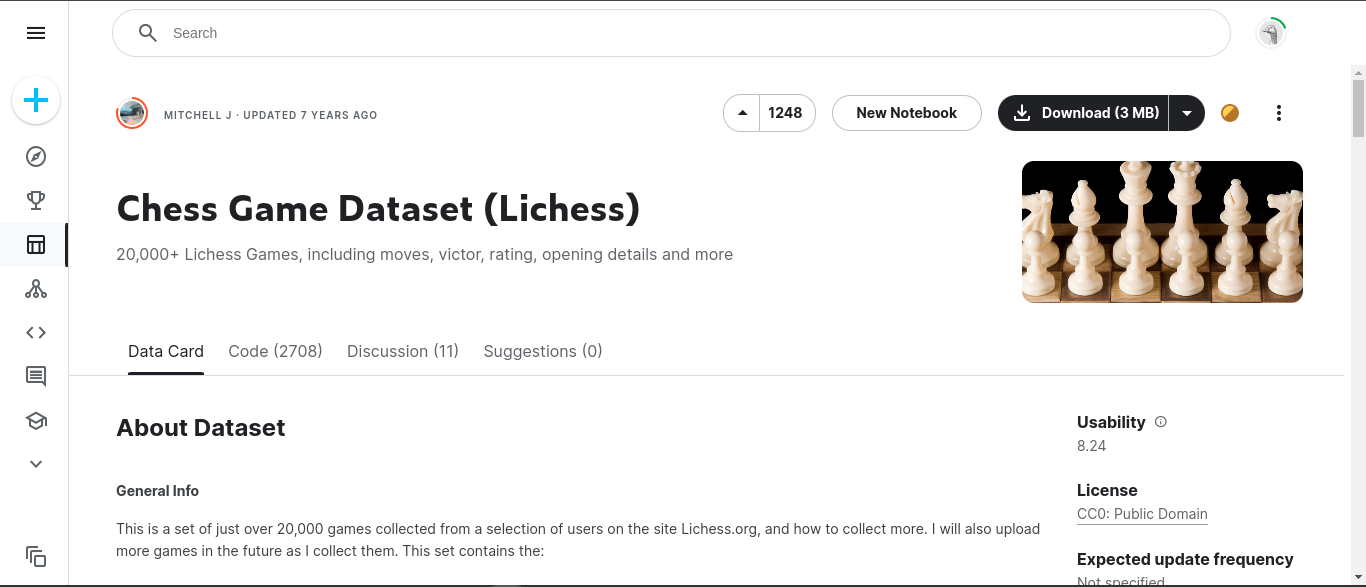 Search
MITCHELL J · UPDATED 7 YEARS AGO
1248
New Notebook
Download (3 MB)
Chess Game Dataset (Lichess)
20,000+ Lichess Games, including moves, victor, rating, opening details and more
Data Card
Code (2708)
Discussion (11)
Suggestions (0)
About Dataset
General Info
This is a set of just over 20,000 games collected from a selection of users on the site Lichess.org, and how to collect more. I will also upload
more games in the future as I collect them. This set contains the:
Usability
8.24
License
CC0: Public Domain
Expected update frequency
Not specified